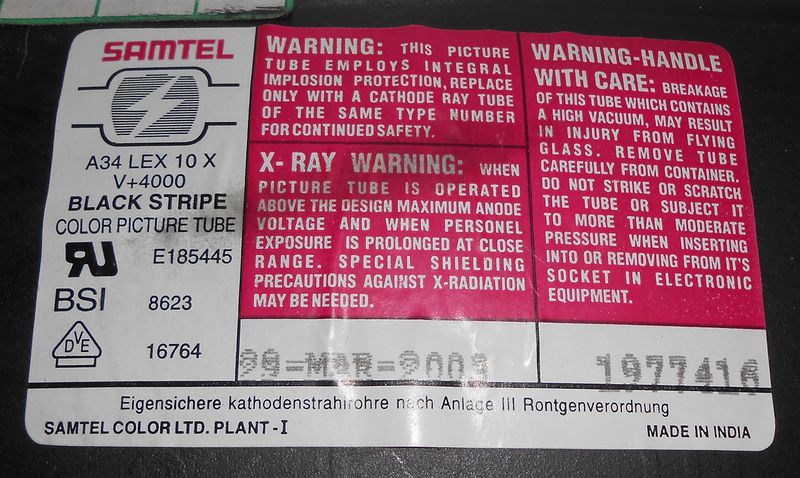 SAMTEL
A34 LEX 10 X
V+4000
BLACK STRIPE
COLOR PICTURE TUBE
E185445
BSI 8623
DVE 16764
WARNING: THIS PICTURE
TUBE EMPLOYS INTEGRAL
IMPLOSION PROTECTION, REPLACE
ONLY WITH A CATHODE RAY TUBE
OF THE SAME TYPE NUMBER
FOR CONTINUED SAFETY.
X-RAY WARNING: WHEN
PICTURE TUBE IS OPERATED
ABOVE THE DESIGN MAXIMUM ANODE
VOLTAGE AND WHEN PERSONEL
EXPOSURE IS PROLONGED AT CLOSE
RANGE. SPECIAL SHIELDING
PRECAUTIONS AGAINST X-RADIATION
MAY BE NEEDED.
WARNING-HANDLE
WITH CARE: BREAKAGE
OF THIS TUBE WHICH CONTAINS
A HIGH VACUUM, MAY RESULT
IN INJURY FROM FLYING
GLASS. REMOVE TUBE
CAREFULLY FROM CONTAINER.
DO NOT STRIKE OR SCRATCH
THE TUBE OR SUBJECT IT
TO MORE THAN MODERATE
PRESSURE WHEN INSERTING
INTO OR REMOVING FROM IT'S
SOCKET IN ELECTRONIC
EQUIPMENT.
29-MAR-2003
1977416
Eigensichere kathodenstrahlrohre nach Anlage III Rontgenverordnung
SAMTEL COLOR LTD. PLANT-I
MADE IN INDIA